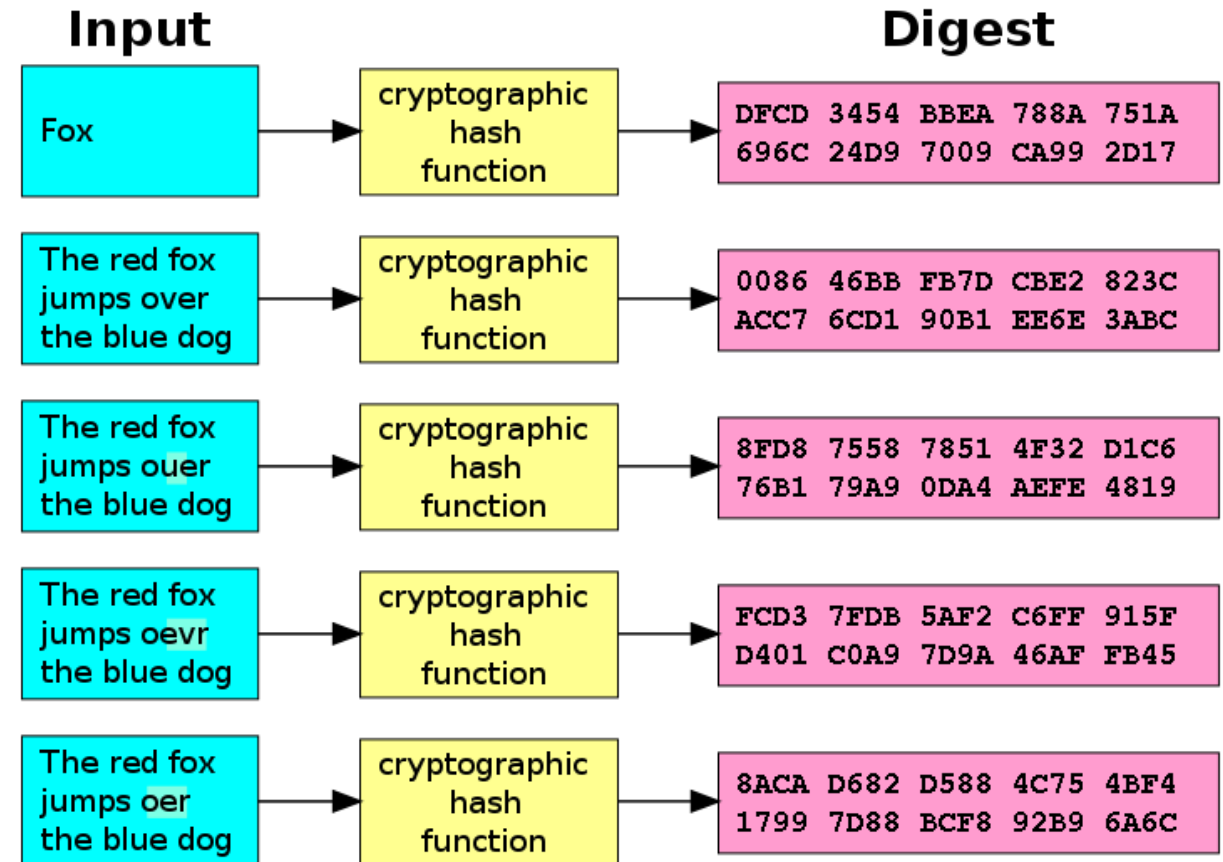 Input
Digest
Fox
cryptographic
hash
function
DFCD 3454 BBEA 788A 751A
696C 24D9 7009 CA99 2D17
The red fox
jumps over
the blue dog
cryptographic
hash
function
0086 46BB FB7D CBE2 823C
ACC7 6CD1 90B1 EE6E 3ABC
The red fox
jumps ouer
the blue dog
cryptographic
hash
function
8FD8 7558 7851 4F32 D1C6
76B1 79A9 0DA4 AEFE 4819
The red fox
jumps oevr
the blue dog
cryptographic
hash
function
FCD3 7FDB 5AF2 C6FF 915F
D401 C0A9 7D9A 46AF FB45
The red fox
jumps oer
the blue dog
cryptographic
hash
function
8ACA D682 D588 4C75 4BF4
1799 7D88 BCF8 92B9 6A6C